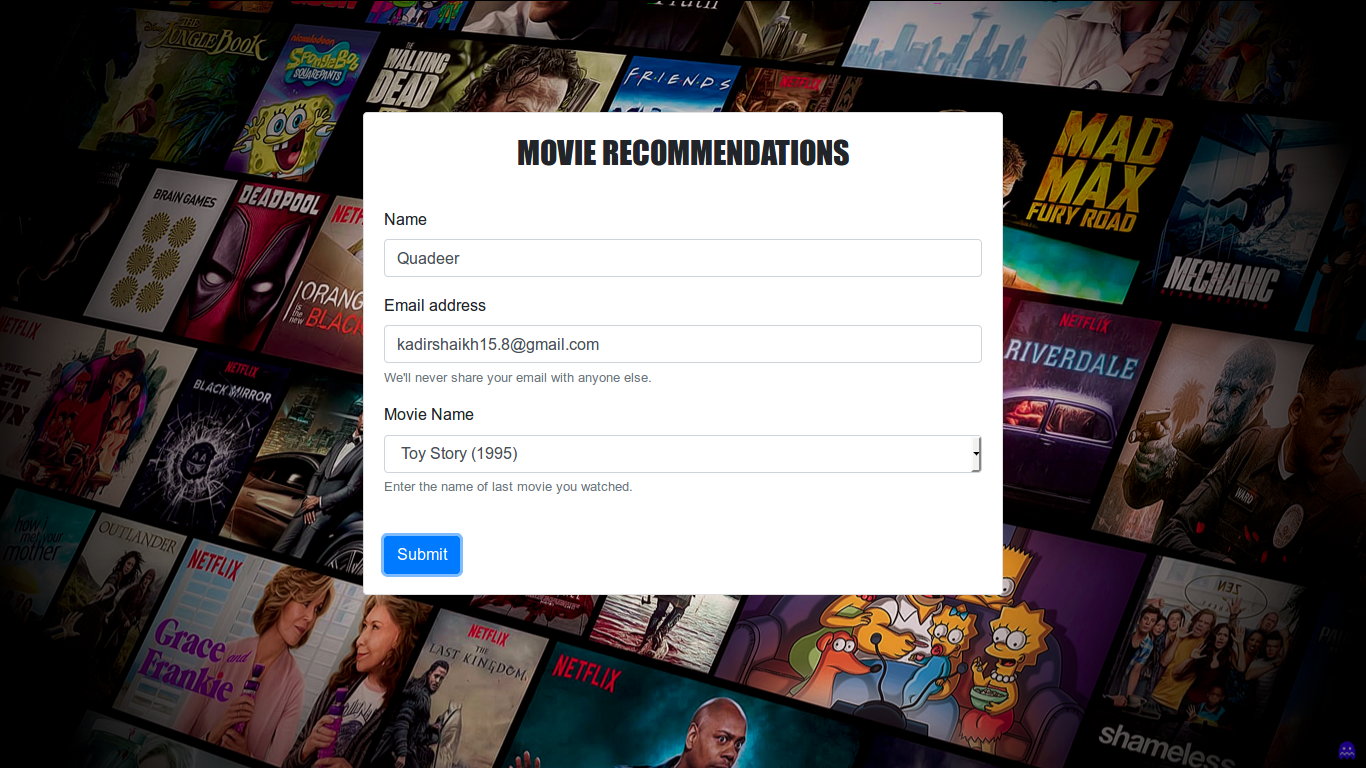 Truth
THE
JUNGLE BOOK
nickelodeon
SpongeBob
SQUAREPANTS
THE
WALKING
DEAD
FRIENDS
NETFLIX
MAD
MAX
FURY ROAD
MOVIE RECOMMENDATIONS
BRAIN GAMES
DEADPOOL
ORANGE
is the new
BLACK
MECHANIC
Name
Quadeer
Email address
kadirshaikh15.8@gmail.com
We'll never share your email with anyone else.
NETFLIX
RIVERDALE
NETFLIX
THE
NETFLIX
BLACK MIRROR
Movie Name
Toy Story (1995)
Enter the name of last movie you watched.
WARD
how i
met your
mother
OUTLANDER
Submit
NETFLIX
Grace and
Frankie
NETFLIX
THE
LAST KINGDOM
NETFLIX
shameless